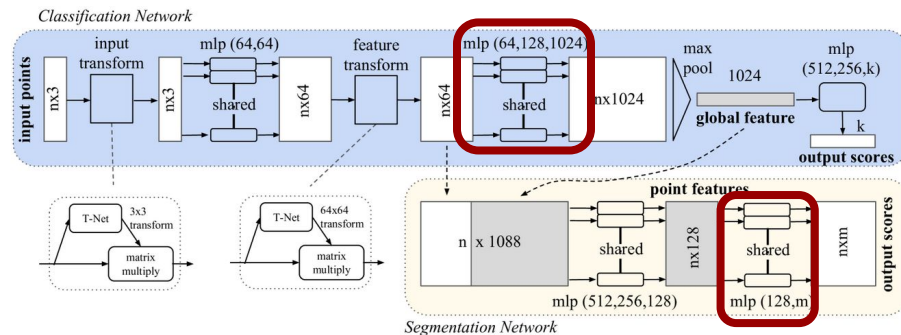 Classification Network
input points
nx3
input
transform
nx3
mlp (64,64)
shared
nx64
feature
transform
nx64
mlp (64,128,1024)
shared
nx1024
max
pool
1024
global feature
mlp
(512,256,k)
k
output scores
T-Net
3x3
transform
matrix
multiply
T-Net
64x64
transform
matrix
multiply
point features
n x 1088
shared
mlp (512,256,128)
nx128
shared
mlp (128,m)
nxm
output scores
Segmentation Network